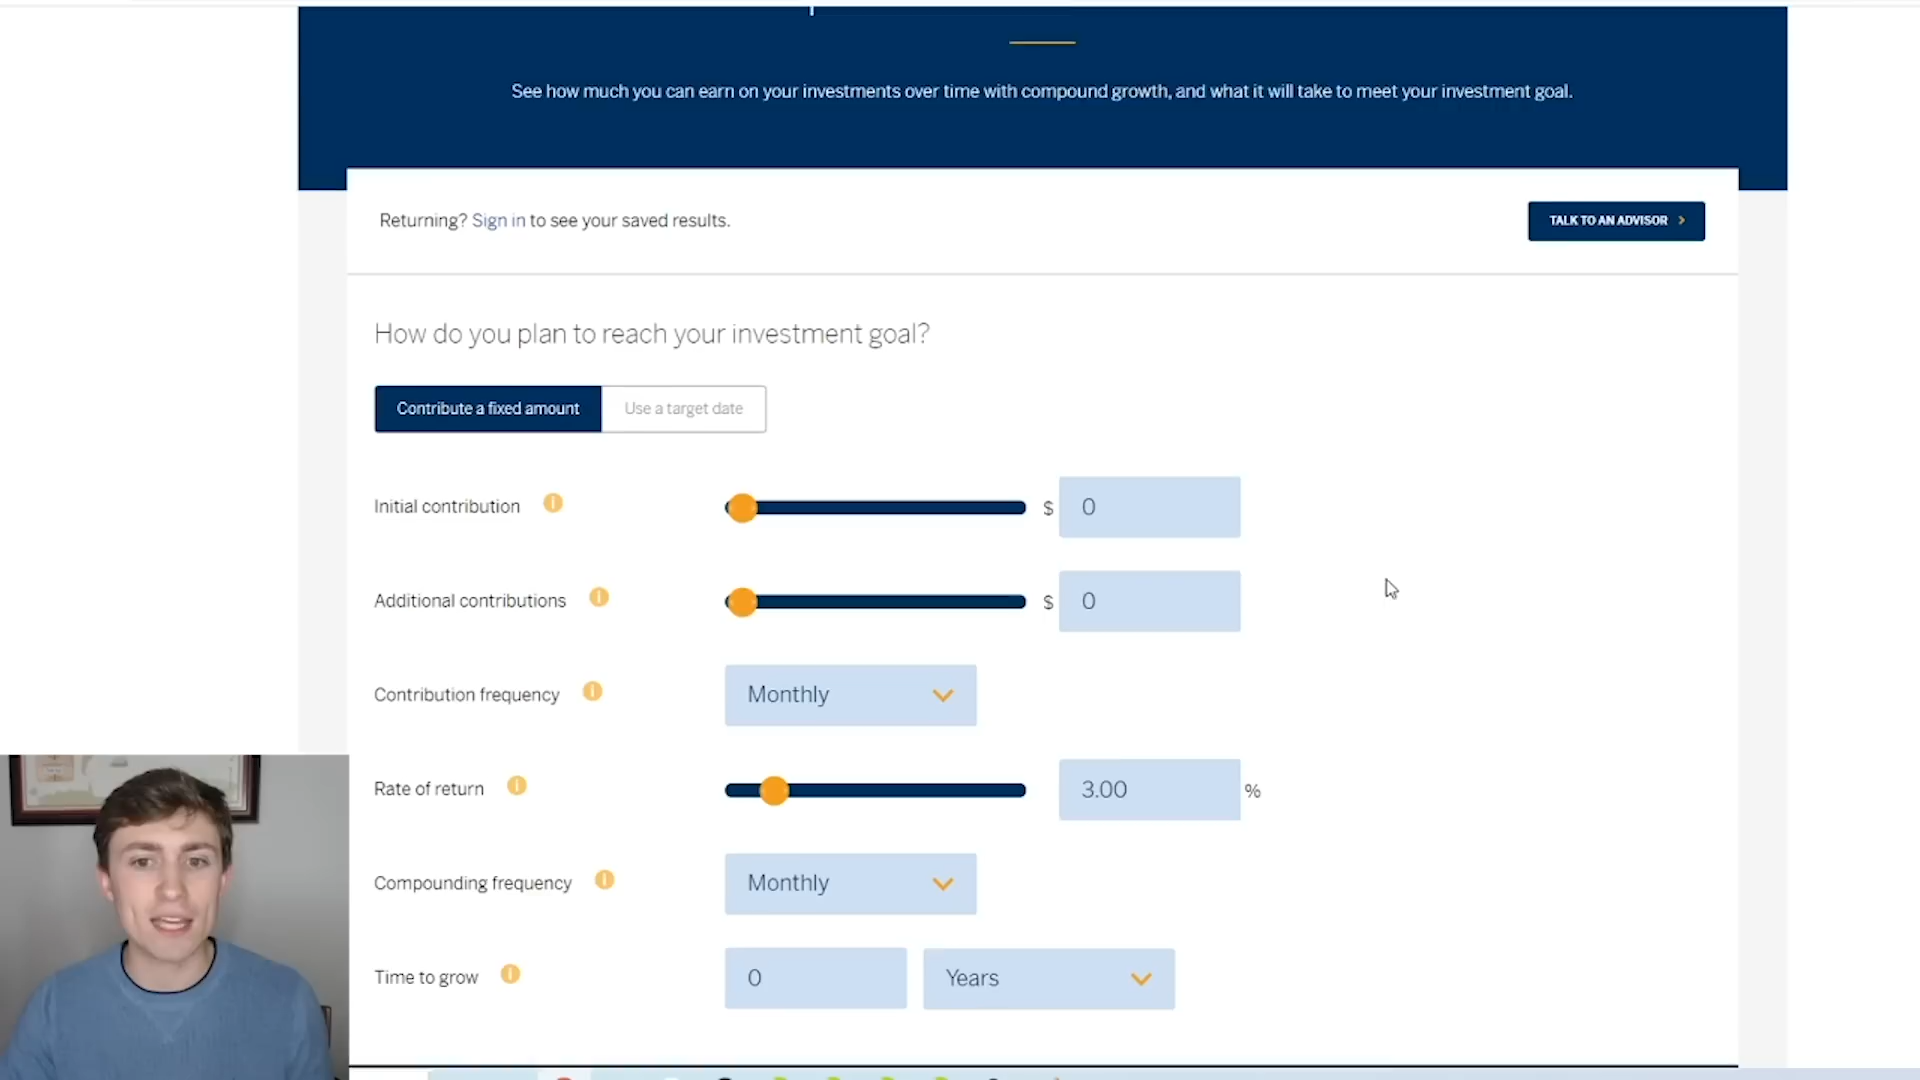 See how much you can earn on your investments over time with compound growth, and what it will take to meet your investment goal.
Returning? Sign in to see your saved results.
TALK TO AN ADVISOR
How do you plan to reach your investment goal?
Contribute a fixed amount
Use a target date
Initial contribution
$ 0
Additional contributions
$ 0
Contribution frequency
Monthly
Rate of return
3.00 %
Compounding frequency
Monthly
Time to grow
0
Years